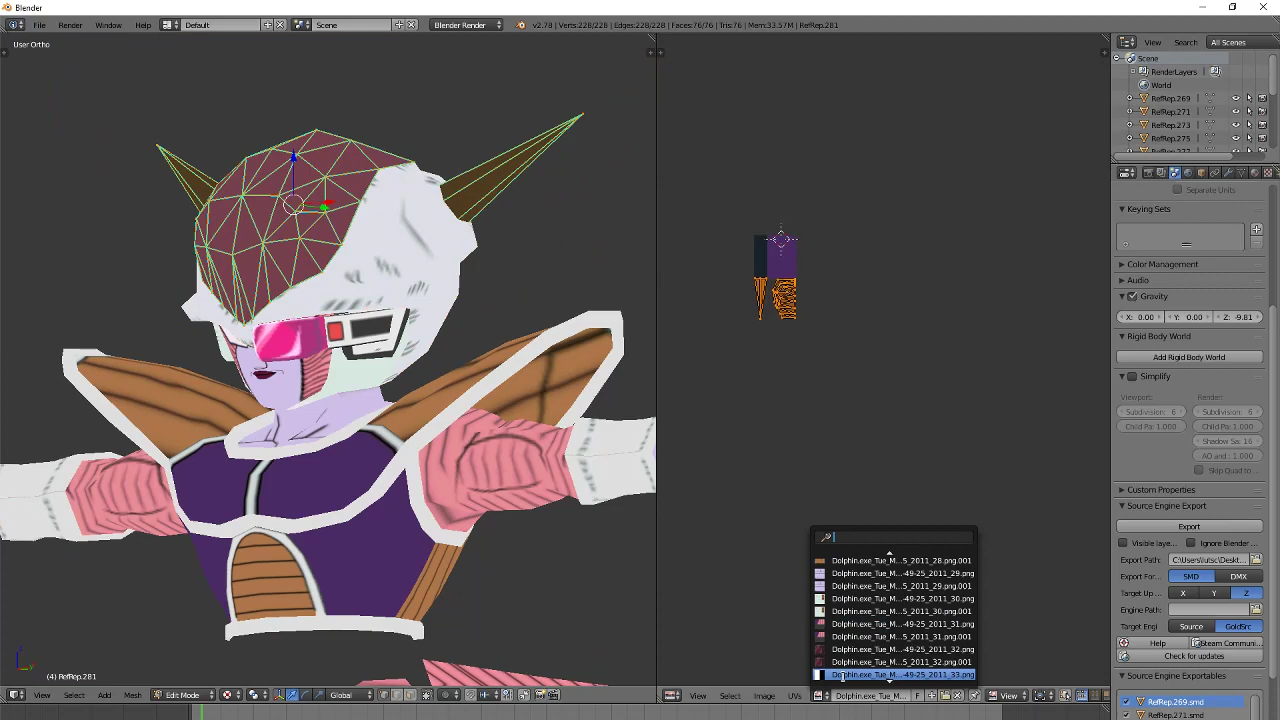 Blender
File Render Window Help Default Scene Blender Render v2.78 | Verts:228/228 | Edges:228/228 | Faces:76/76 | Tris:76 | Mem:33.57M | RefRep.281
User Ortho
View Search All Scenes
Scene
RenderLayers
World
RefRep.269
RefRep.271
RefRep.273
RefRep.275
Separate Units
Keying Sets
Color Management
Audio
Gravity
X: 0.00 Y: 0.00 Z: -9.81
Rigid Body World
Add Rigid Body World
Simplify
Viewport: Render:
Subdivision: 6 Subdivision: 6
Child Pa: 1.000 Child Pa: 1.000
Shadow Sa: 16
AO and : 1.000
Skip Quad to
Custom Properties
Source Engine Export
Export
Visible laye.. Ignore Blender ..
Export Path: C:\Users\lutsc\Deskt..
Export For: SMD DMX
Target Up .. X Y Z
Engine Path:
Target Engi Source GoldSrc
Help Steam Communi..
Check for updates
Source Engine Exportables
RefRep.269.smd
RefRep.271.smd
Dolphin.exe_Tue_M...5_2011_28.png.001
Dolphin.exe_Tue_M...-49-25_2011_29.png
Dolphin.exe_Tue_M...5_2011_29.png.001
Dolphin.exe_Tue_M...-49-25_2011_30.png
Dolphin.exe_Tue_M...5_2011_30.png.001
Dolphin.exe_Tue_M...-49-25_2011_31.png
Dolphin.exe_Tue_M...5_2011_31.png.001
Dolphin.exe_Tue_M...-49-25_2011_32.png
Dolphin.exe_Tue_M...5_2011_32.png.001
Dolphin.exe_Tue_M...-49-25_2011_33.png
(4) RefRep.281
View Select Add Mesh Edit Mode Global
View Select Image UVs Dolphin.exe_Tue_M... F View